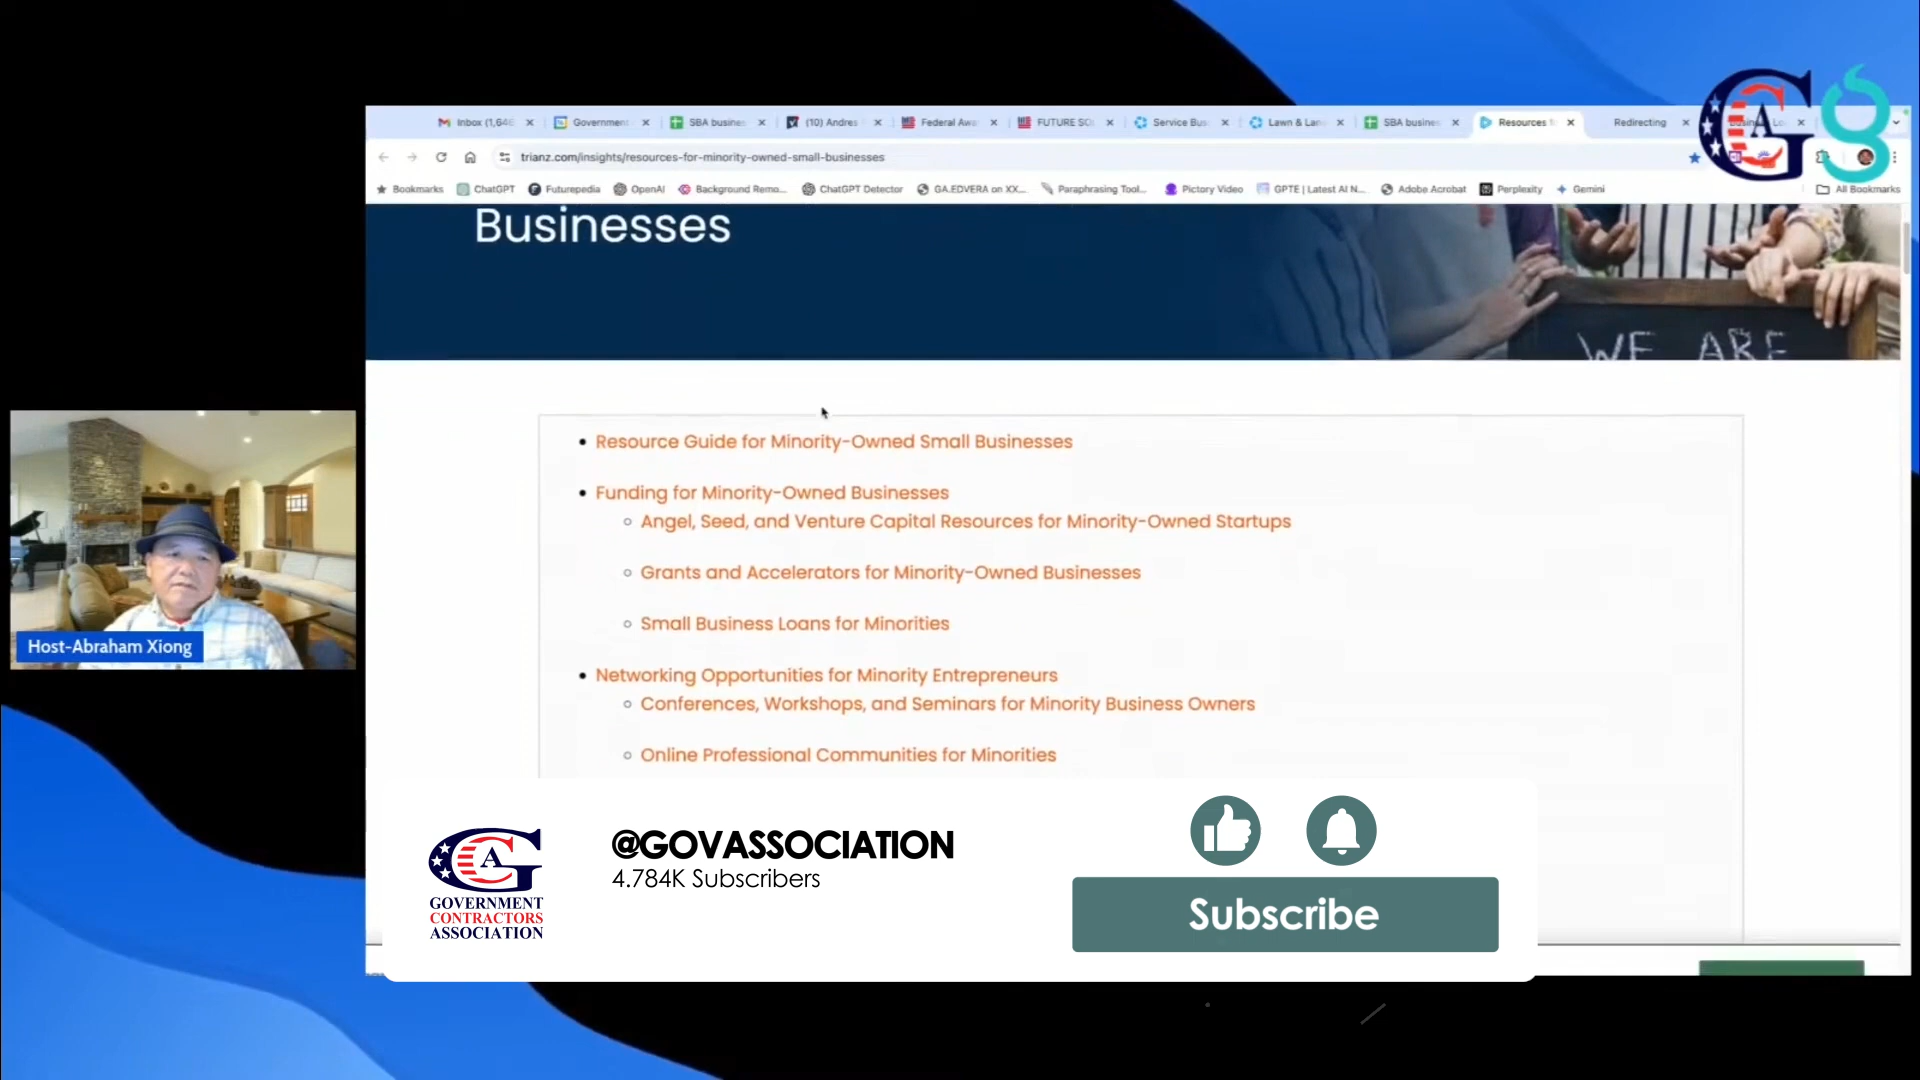 Inbox (1,646
Government
SBA busines
(10) Andres
Federal Awa
FUTURE SO
Service Bus
Lawn & Lan
SBA busines
Resources f
Redirecting
trianz.com/insights/resources-for-minority-owned-small-businesses
Bookmarks
ChatGPT
Futurepedia
OpenAI
Background Remo...
ChatGPT Detector
GA.EDVERA on XX...
Paraphrasing Tool...
Pictory Video
GPTE | Latest AI N...
Adobe Acrobat
Perplexity
Gemini
All Bookmarks
Businesses
WE ARE
Resource Guide for Minority-Owned Small Businesses
Funding for Minority-Owned Businesses
Angel, Seed, and Venture Capital Resources for Minority-Owned Startups
Grants and Accelerators for Minority-Owned Businesses
Small Business Loans for Minorities
Host-Abraham Xiong
Networking Opportunities for Minority Entrepreneurs
Conferences, Workshops, and Seminars for Minority Business Owners
Online Professional Communities for Minorities
@GOVASSOCIATION
4.784K Subscribers
GOVERNMENT
CONTRACTORS
ASSOCIATION
Subscribe